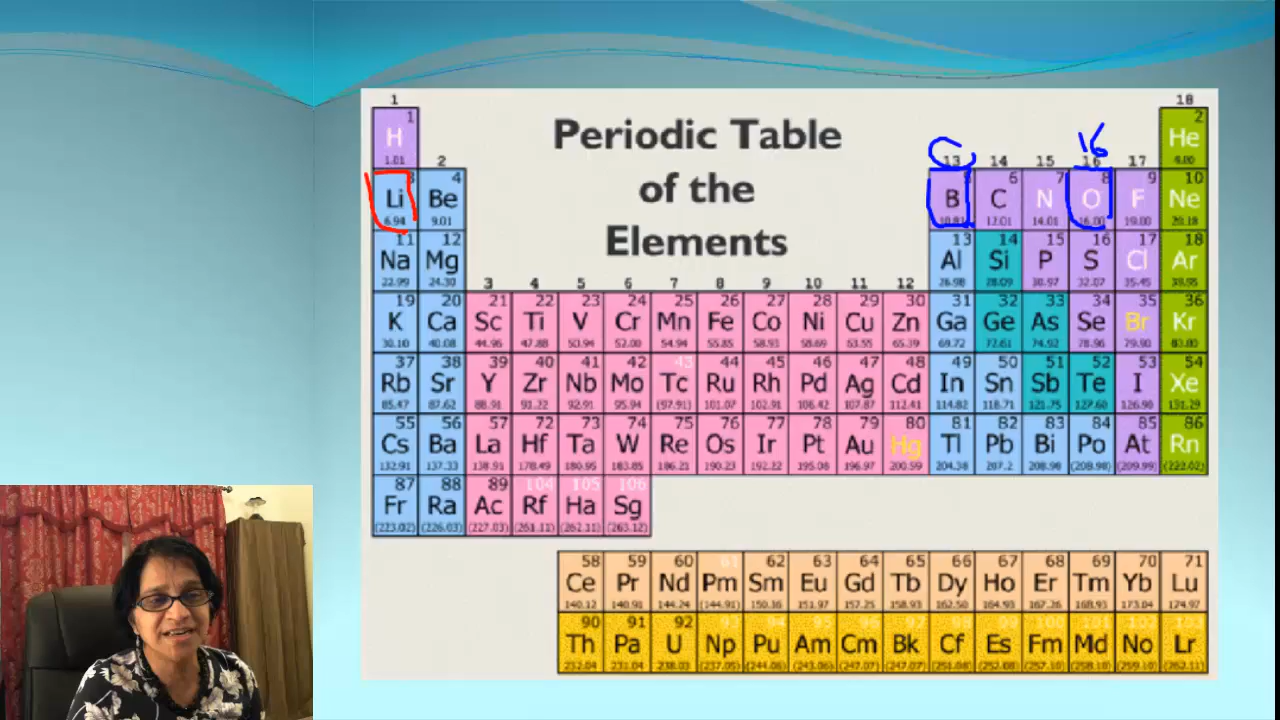 1 18
Periodic Table
of the
Elements
1 2
H He
1.01 4.00
2 13 14 15 16 17
16
3 4 5 6 7 8 9 10
Li Be B C N O F Ne
6.94 9.01 10.81 12.01 14.01 16.00 19.00 20.18
11 12 13 14 15 16 17 18
Na Mg Al Si P S Cl Ar
22.99 24.30 26.98 28.09 30.97 32.07 35.45 39.95
3 4 5 6 7 8 9 10 11 12
19 20 21 22 23 24 25 26 27 28 29 30 31 32 33 34 35 36
K Ca Sc Ti V Cr Mn Fe Co Ni Cu Zn Ga Ge As Se Br Kr
40.08 44.96 47.88 50.94 52.00 54.94 55.85 58.93 58.69 63.55 65.39 69.72 72.61 74.92 78.96 79.90 83.80
37 38 39 40 41 42 43 44 45 46 47 48 49 50 51 52 53 54
Rb Sr Y Zr Nb Mo Tc Ru Rh Pd Ag Cd In Sn Sb Te I Xe
85.47 87.62 88.91 91.22 92.91 95.94 (97.91) 101.07 102.91 106.42 107.87 112.41 114.82 118.71 121.75 127.60 126.90 131.29
55 56 57 72 73 74 75 76 77 78 79 80 81 82 83 84 85 86
Cs Ba La Hf Ta W Re Os Ir Pt Au Hg Tl Pb Bi Po At Rn
132.91 137.33 138.91 178.49 180.95 183.85 186.21 190.23 192.22 195.08 196.97 200.59 204.38 207.2 208.98 (208.98) (209.99) (222.02)
87 88 89 104 105 106
Fr Ra Ac Rf Ha Sg
(223.02) (226.03) (227.03) (261.11) (262.11) (263.12)
58 59 60 61 62 63 64 65 66 67 68 69 70 71
Ce Pr Nd Pm Sm Eu Gd Tb Dy Ho Er Tm Yb Lu
140.12 140.91 144.24 (144.91) 150.36 151.97 157.25 158.93 162.50 164.93 167.26 168.93 173.04 174.97
90 91 92 93 94 95 96 97 98 99 100 101 102 103
Th Pa U Np Pu Am Cm Bk Cf Es Fm Md No Lr
232.04 231.04 238.03 (237.05) (244.06) (243.06) (247.07) (247.07) (251.08) (252.08) (257.10) (258.10) (259.10) (262.11)